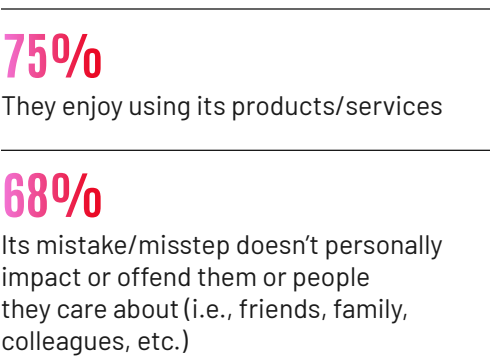 75%
They enjoy using its products/services
68%
Its mistake/misstep doesn’t personally
impact or offend them or people
they care about (i.e., friends, family,
colleagues, etc.)